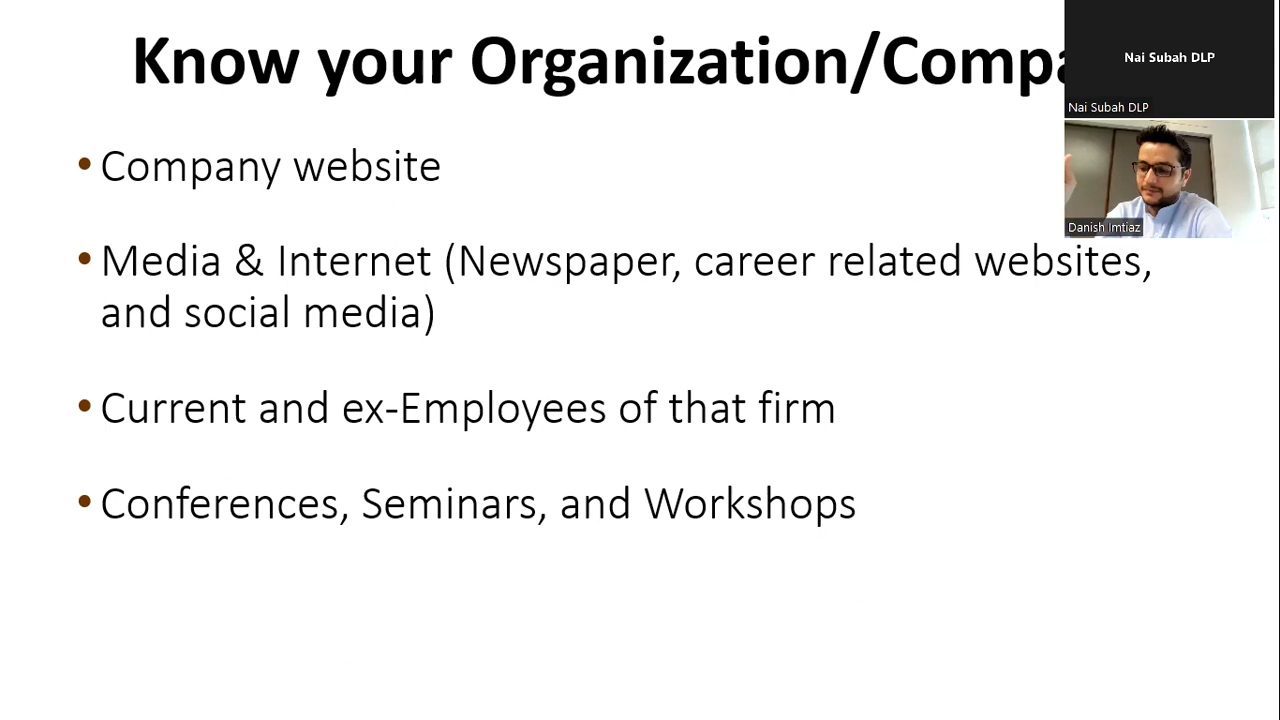 Know your Organization/Comp
• Company website
• Media & Internet (Newspaper, career related websites,
and social media)
• Current and ex-Employees of that firm
• Conferences, Seminars, and Workshops
Nai Subah DLP
Nai Subah DLP
Danish Imtiaz